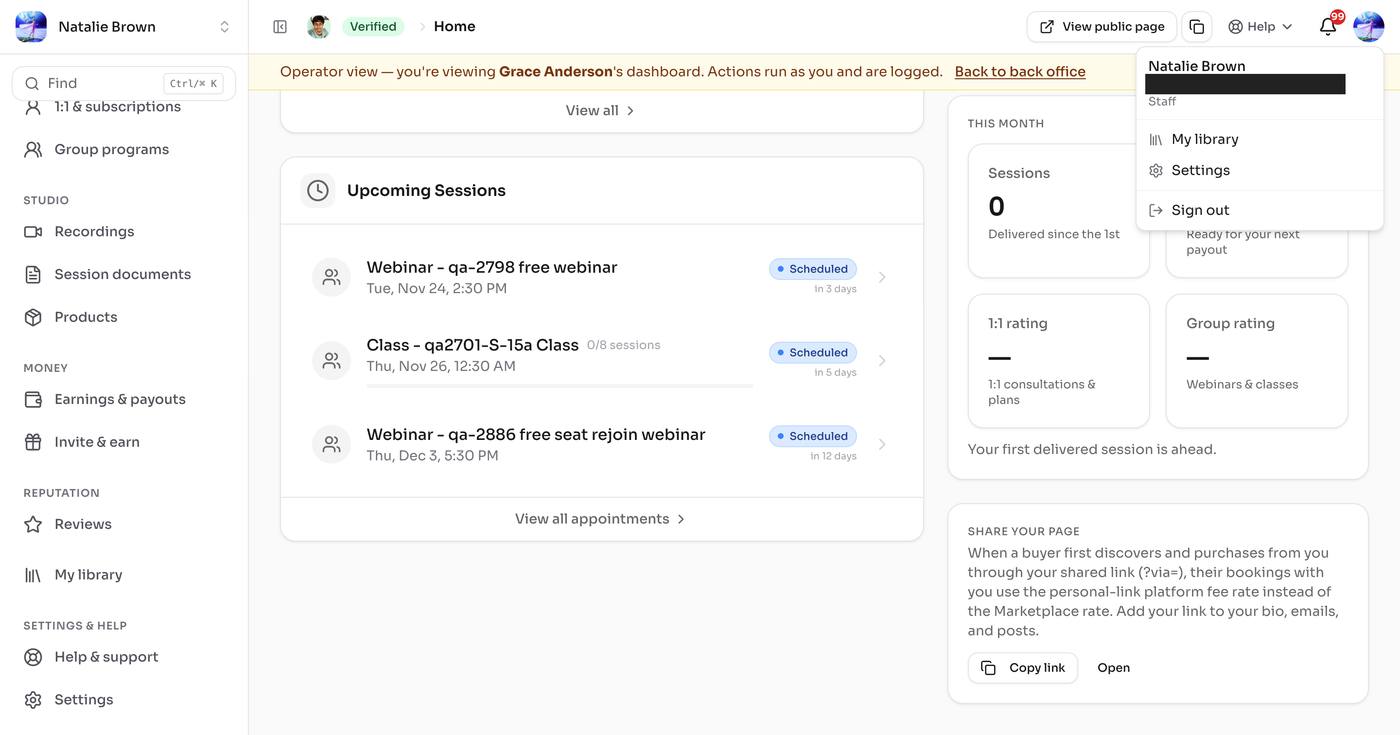 Natalie Brown
Verified
Home
View public page
Help
99
Operator view — you're viewing Grace Anderson's dashboard. Actions run as you and are logged. Back to back office
Find
Ctrl/⌘ K
1:1 & subscriptions
Group programs
STUDIO
Recordings
Session documents
Products
MONEY
Earnings & payouts
Invite & earn
REPUTATION
Reviews
My library
SETTINGS & HELP
Help & support
Settings
View all
Upcoming Sessions
Webinar - qa-2798 free webinar
Tue, Nov 24, 2:30 PM
Scheduled
in 3 days
Class - qa2701-S-15a Class 0/8 sessions
Thu, Nov 26, 12:30 AM
Scheduled
in 5 days
Webinar - qa-2886 free seat rejoin webinar
Thu, Dec 3, 5:30 PM
Scheduled
in 12 days
View all appointments
Natalie Brown
Staff
My library
Settings
Sign out
THIS MONTH
Sessions
0
Delivered since the 1st
Ready for your next
payout
1:1 rating
—
1:1 consultations &
plans
Group rating
—
Webinars & classes
Your first delivered session is ahead.
SHARE YOUR PAGE
When a buyer first discovers and purchases from you
through your shared link (?via=), their bookings with
you use the personal-link platform fee rate instead of
the Marketplace rate. Add your link to your bio, emails,
and posts.
Copy link
Open